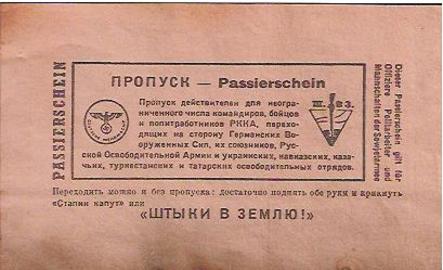 PASSIERSCHEIN
ПРОПУСК — Passierschein
Пропуск действителен для неогра-
ниченного числа командиров, бойцов
и политработников РККА, перехо-
дящих на сторону Германских Во-
оруженных Сил, их союзников, Рус-
ской Освободительной Армии и украинских, кавказских, каза-
чьих, туркестанских и татарских освободительных отрядов.
Ш. В З.
Переходить можно и без пропуска: достаточно поднять обе руки и крикнуть
«Сталин капут» или
«ШТЫКИ В ЗЕМЛЮ!»
Dieser Passierschein gilt für
Offiziere Politarbeiter und
Mannschaften der Sowjetarmee